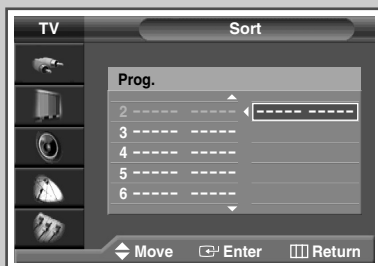 TV Sort
Prog.
2 ----- ----- ----- -----
3 ----- -----
4 ----- -----
5 ----- -----
6 ----- -----
Move Enter Return